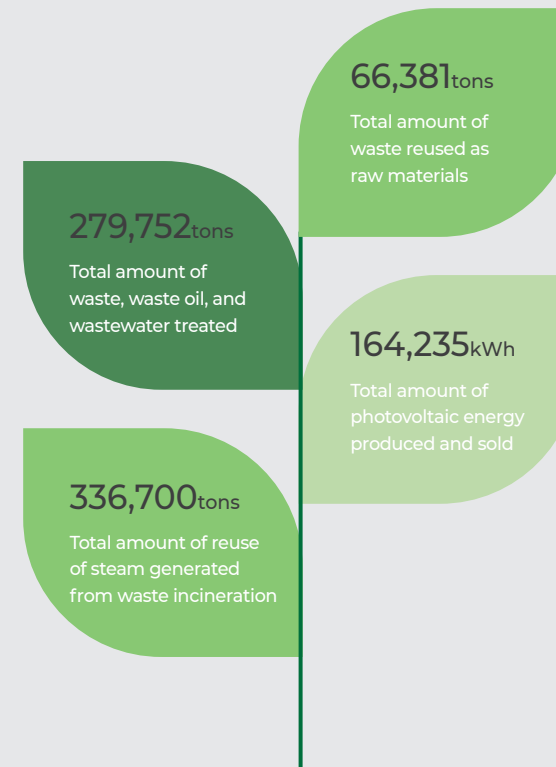 66,381tons
Total amount of
waste reused as
raw materials
279,752tons
Total amount of
waste, waste oil, and
wastewater treated
164,235kWh
Total amount of
photovoltaic energy
produced and sold
336,700tons
Total amount of reuse
of steam generated
from waste incineration